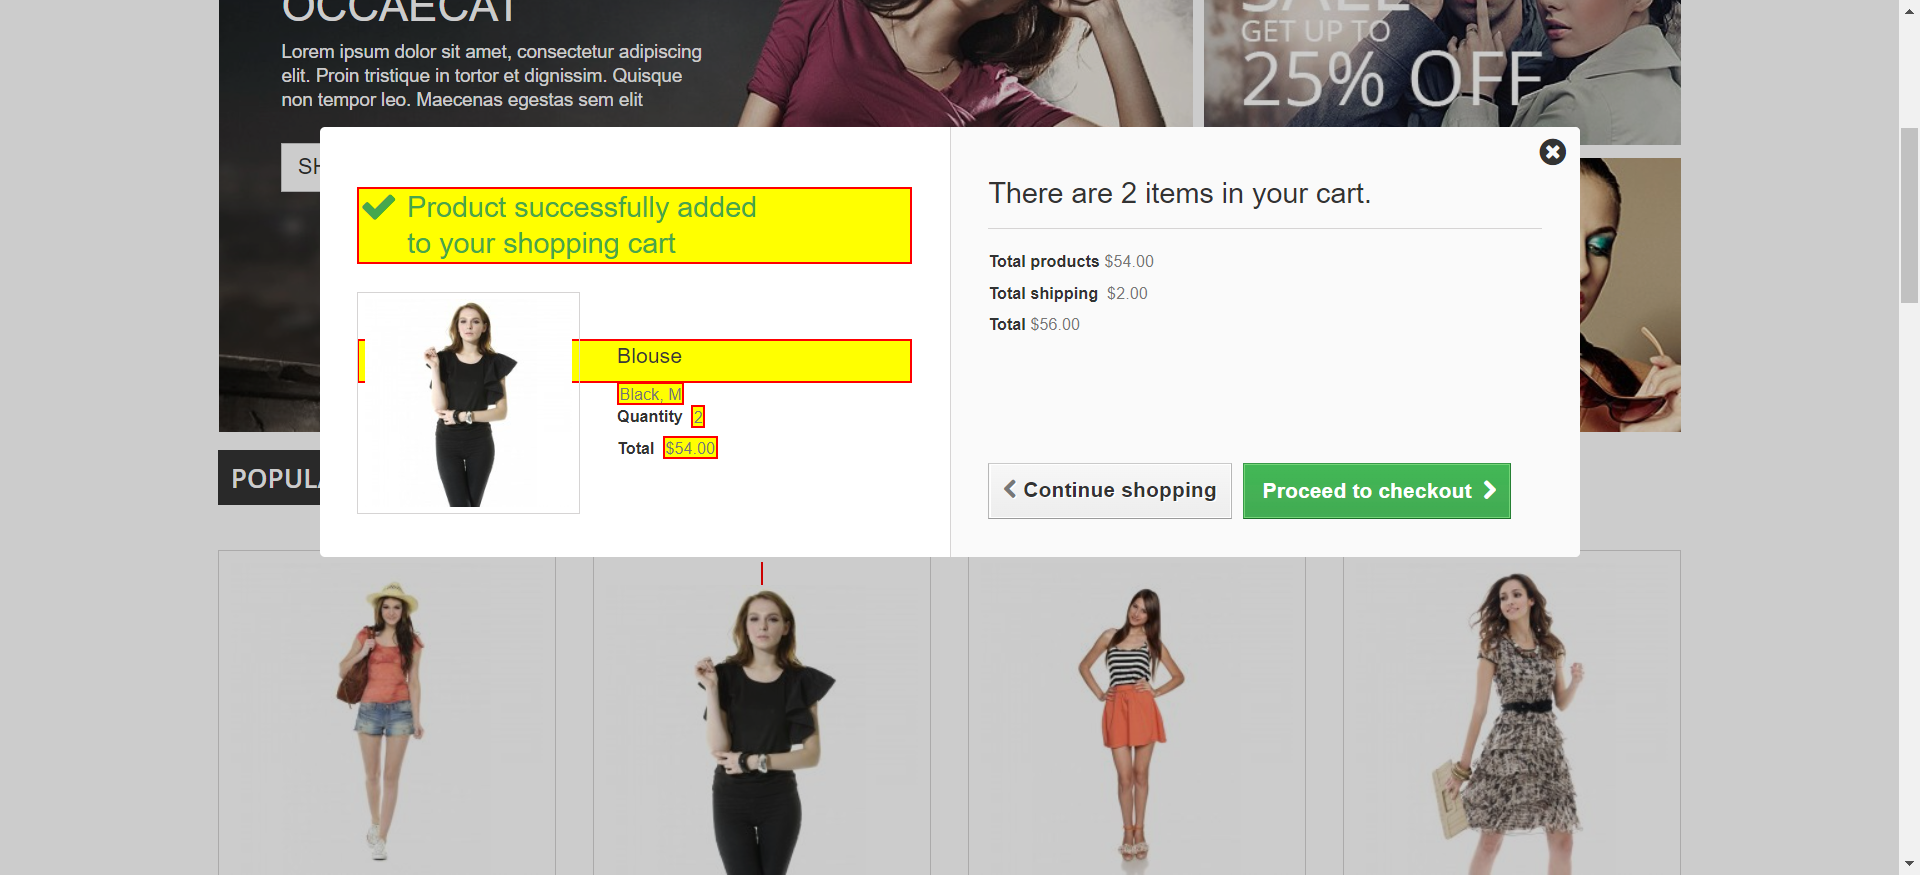 OCCAECAT
Lorem ipsum dolor sit amet, consectetur adipiscing
elit. Proin tristique in tortor et dignissim. Quisque
non tempor leo. Maecenas egestas sem elit
SALE
GET UP TO
25% OFF
Product successfully added
to your shopping cart
Blouse
Black, M
Quantity 2
Total $54.00
There are 2 items in your cart.
Total products $54.00
Total shipping $2.00
Total $56.00
Continue shopping
Proceed to checkout